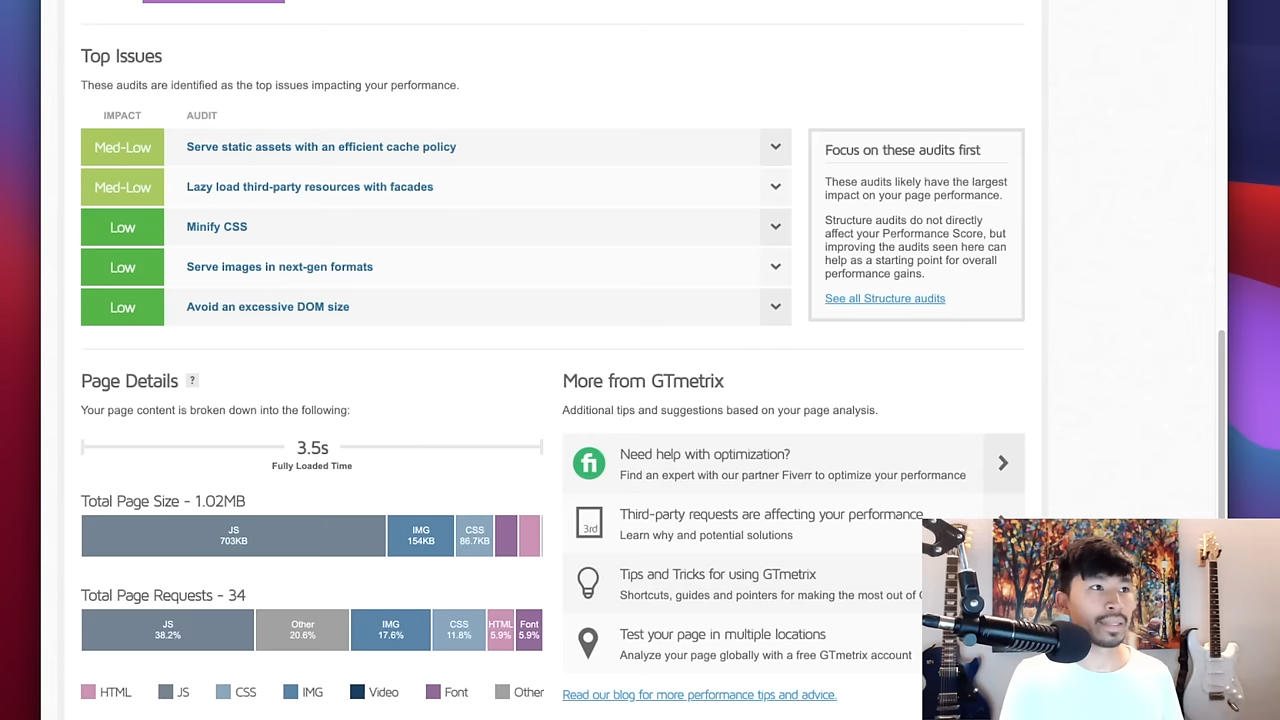 Top Issues
These audits are identified as the top issues impacting your performance.
IMPACT AUDIT
Med-Low Serve static assets with an efficient cache policy
Med-Low Lazy load third-party resources with facades
Low Minify CSS
Low Serve images in next-gen formats
Low Avoid an excessive DOM size
Focus on these audits first
These audits likely have the largest
impact on your page performance.
Structure audits do not directly
affect your Performance Score, but
improving the audits seen here can
help as a starting point for overall
performance gains.
See all Structure audits
Page Details ?
Your page content is broken down into the following:
3.5s
Fully Loaded Time
Total Page Size - 1.02MB
JS IMG CSS
703KB 154KB 86.7KB
Total Page Requests - 34
JS Other IMG CSS HTML Font
38.2% 20.6% 17.6% 11.8% 5.9% 5.9%
HTML JS CSS IMG Video Font Other
More from GTmetrix
Additional tips and suggestions based on your page analysis.
fi
Need help with optimization?
Find an expert with our partner Fiverr to optimize your performance
3rd
Third-party requests are affecting your performance
Learn why and potential solutions
Tips and Tricks for using GTmetrix
Shortcuts, guides and pointers for making the most out of
Test your page in multiple locations
Analyze your page globally with a free GTmetrix account
Read our blog for more performance tips and advice.